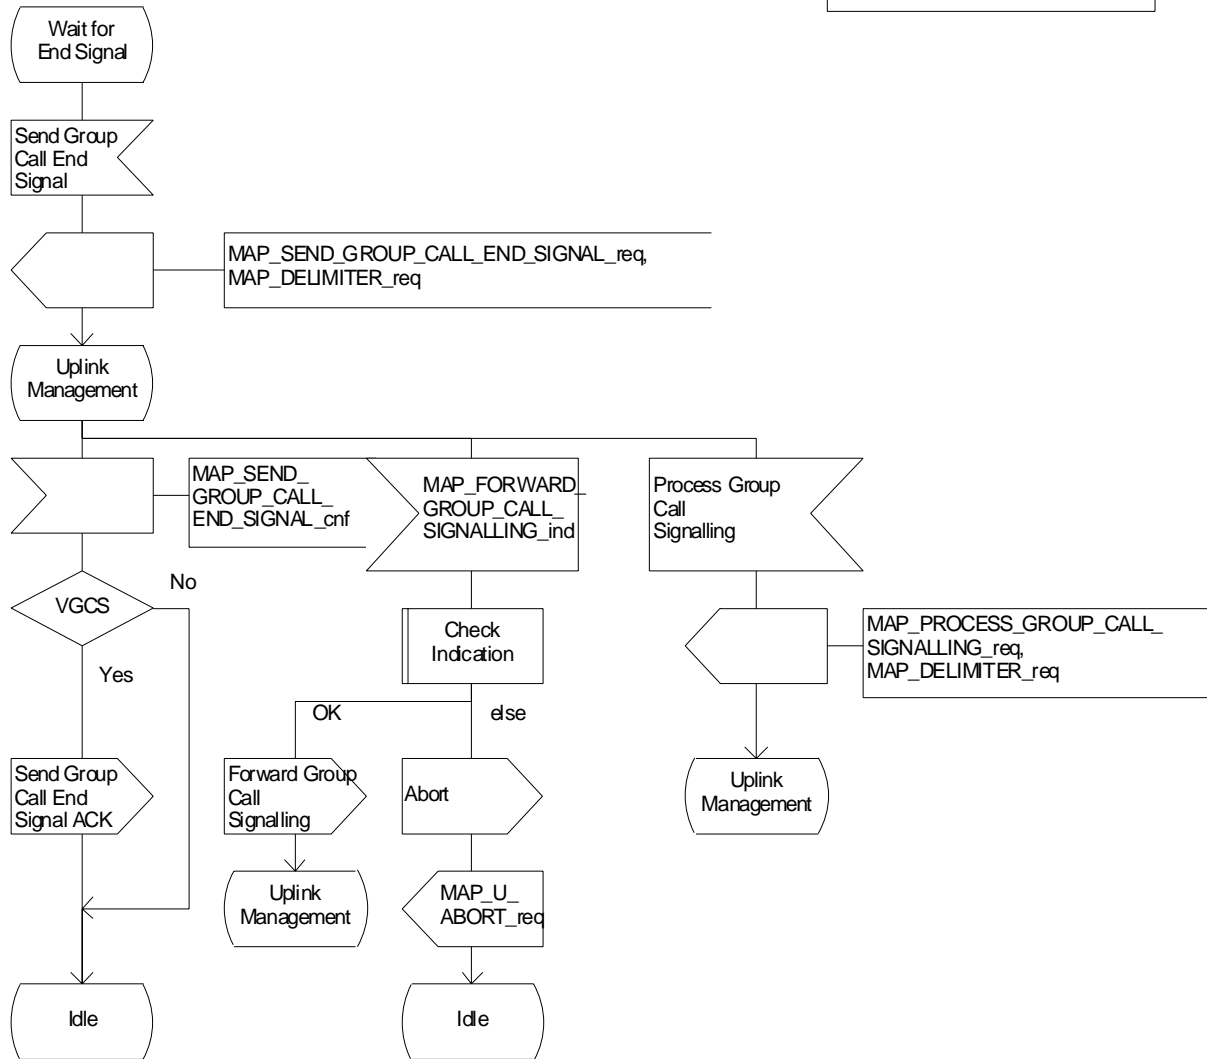 Wait for
End Signal
Send Group
Call End
Signal
MAP_SEND_GROUP_CALL_END_SIGNAL_req,
MAP_DELIMITER_req
Uplink
Management
MAP_SEND_
GROUP_CALL_
END_SIGNAL_cnf
MAP_FORWARD_
GROUP_CALL_
SIGNALLING_ind
Process Group
Call
Signalling
No
VGCS
Yes
Check
Indication
MAP_PROCESS_GROUP_CALL_
SIGNALLING_req,
MAP_DELIMITER_req
OK
else
Send Group
Call End
Signal ACK
Forward Group
Call
Signalling
Abort
Uplink
Management
Uplink
Management
MAP_U_
ABORT_req
Idle
Idle